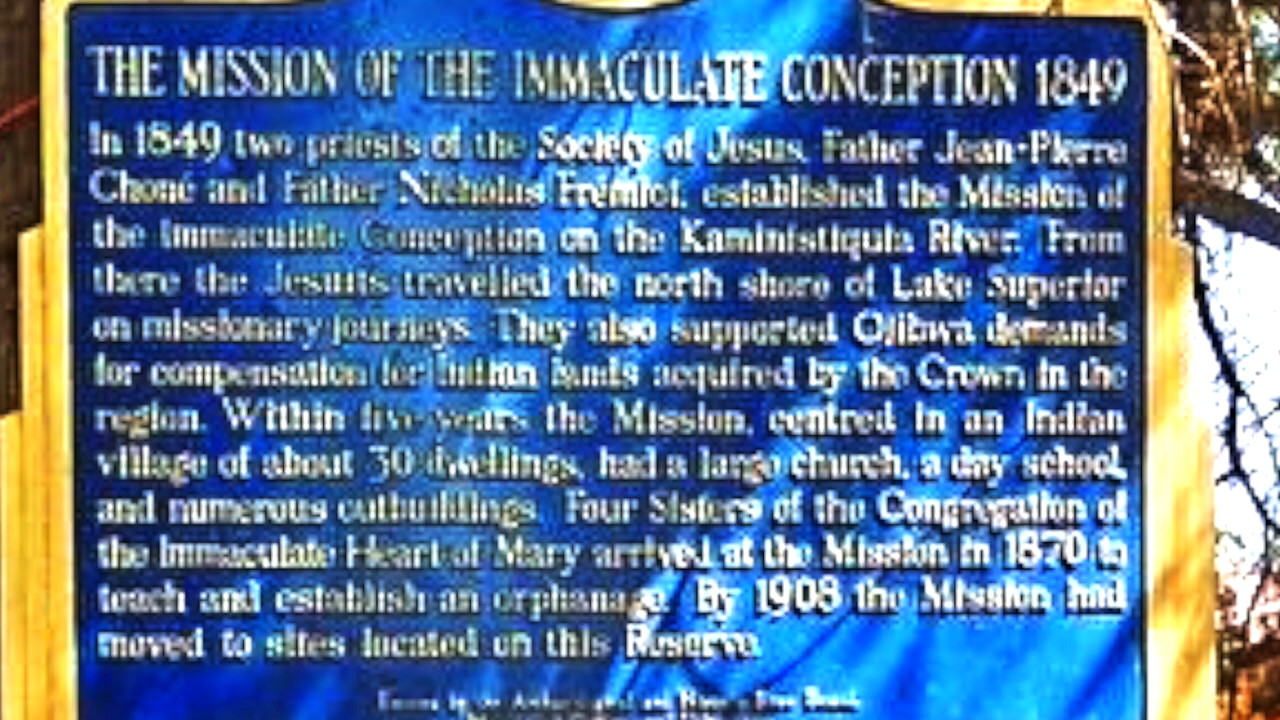 THE MISSION OF THE IMMACULATE CONCEPTION 1849
In 1849 two priests of the Society of Jesus, Father Jean-Pierre
Choné and Father Nicholas Frémiot, established the Mission of
the Immaculate Conception on the Kaministiquia River. From
there the Jesuits travelled the north shore of Lake Superior
on missionary journeys. They also supported Ojibwa demands
for compensation for Indian lands acquired by the Crown in the
region. Within five years the Mission, centred in an Indian
village of about 30 dwellings, had a large church, a day school,
and numerous outbuildings. Four Sisters of the Congregation of
the Immaculate Heart of Mary arrived at the Mission in 1870 to
teach and establish an orphanage. By 1908 the Mission had
moved to sites located on this Reserve.